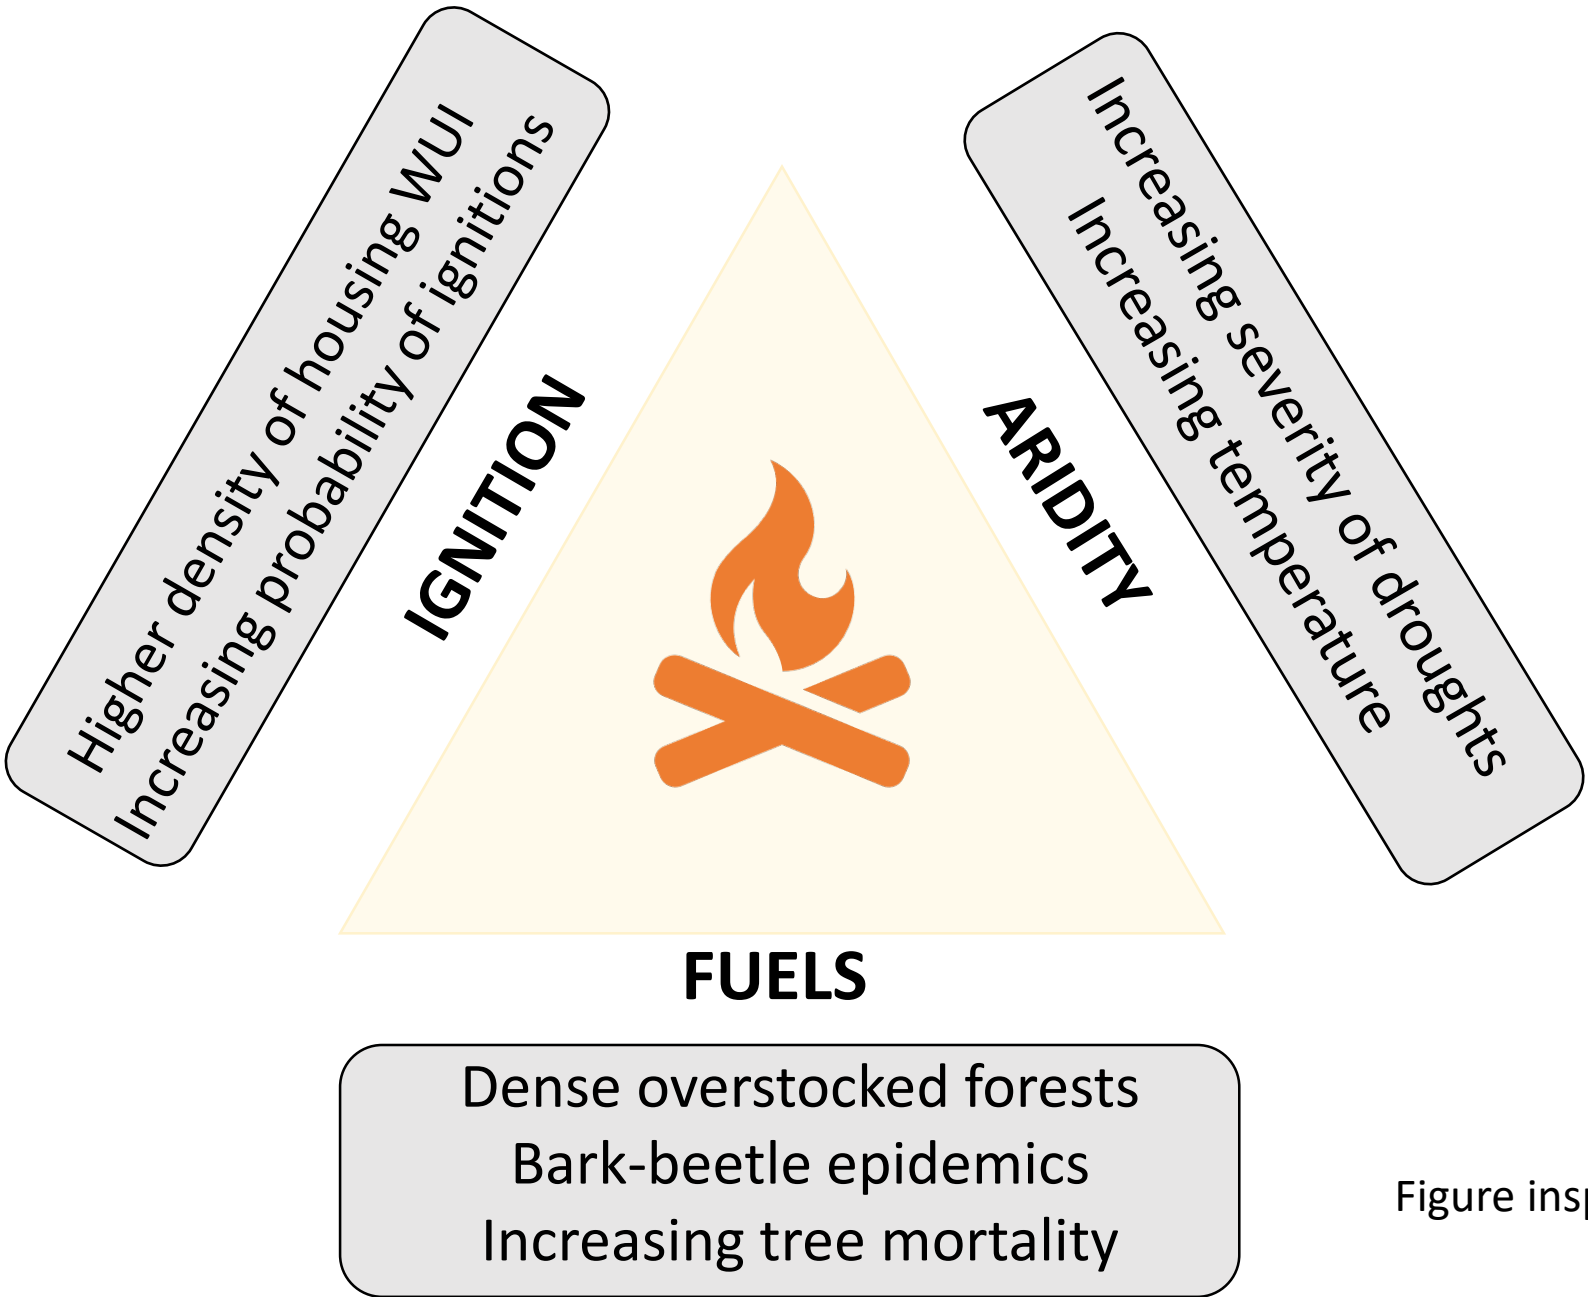 Higher density of housing WUI
Increasing probability of ignitions
IGNITION
Increasing severity of droughts
Increasing temperature
ARIDITY
FUELS
Dense overstocked forests
Bark-beetle epidemics
Increasing tree mortality
Figure